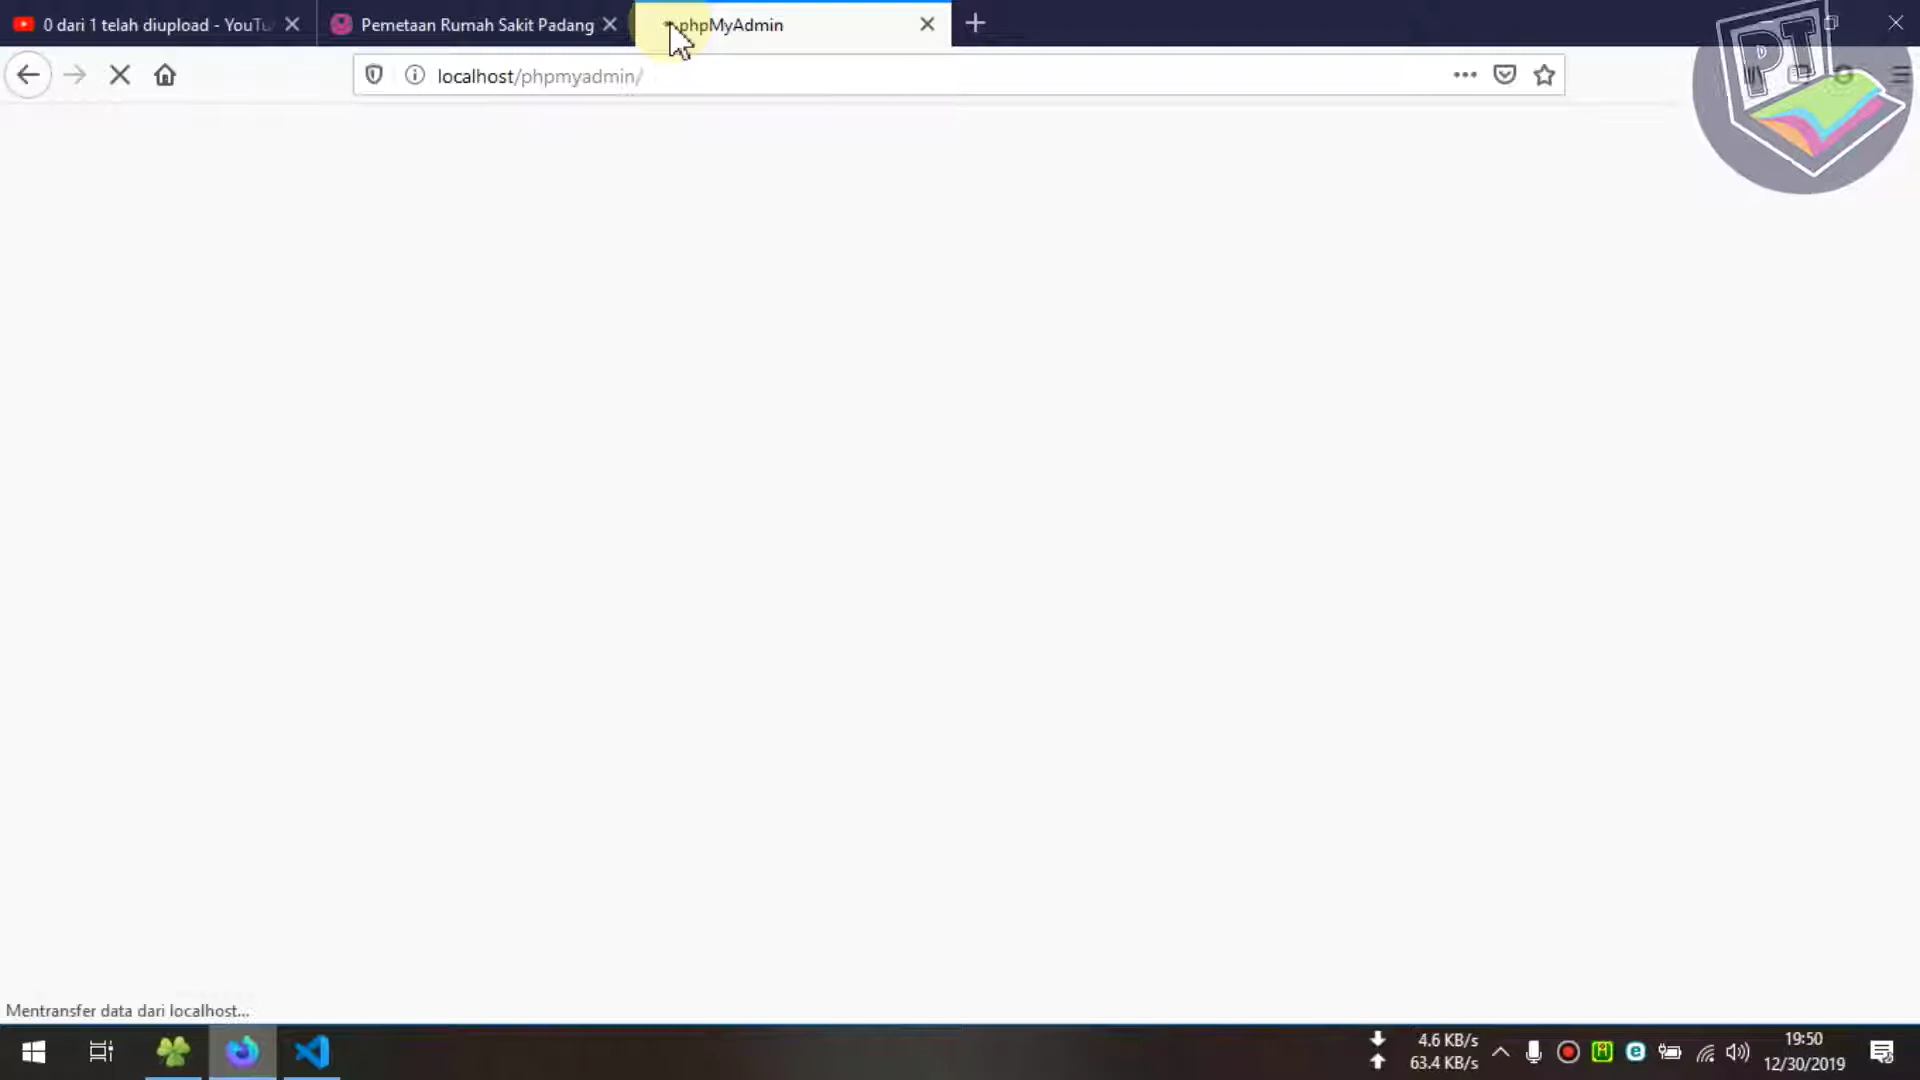 0 dari 1 telah diupload - YouTu
Pemetaan Rumah Sakit Padang
phpMyAdmin
localhost/phpmyadmin/
PT
Mentransfer data dari localhost...
4.6 KB/s
63.4 KB/s
19:50
12/30/2019